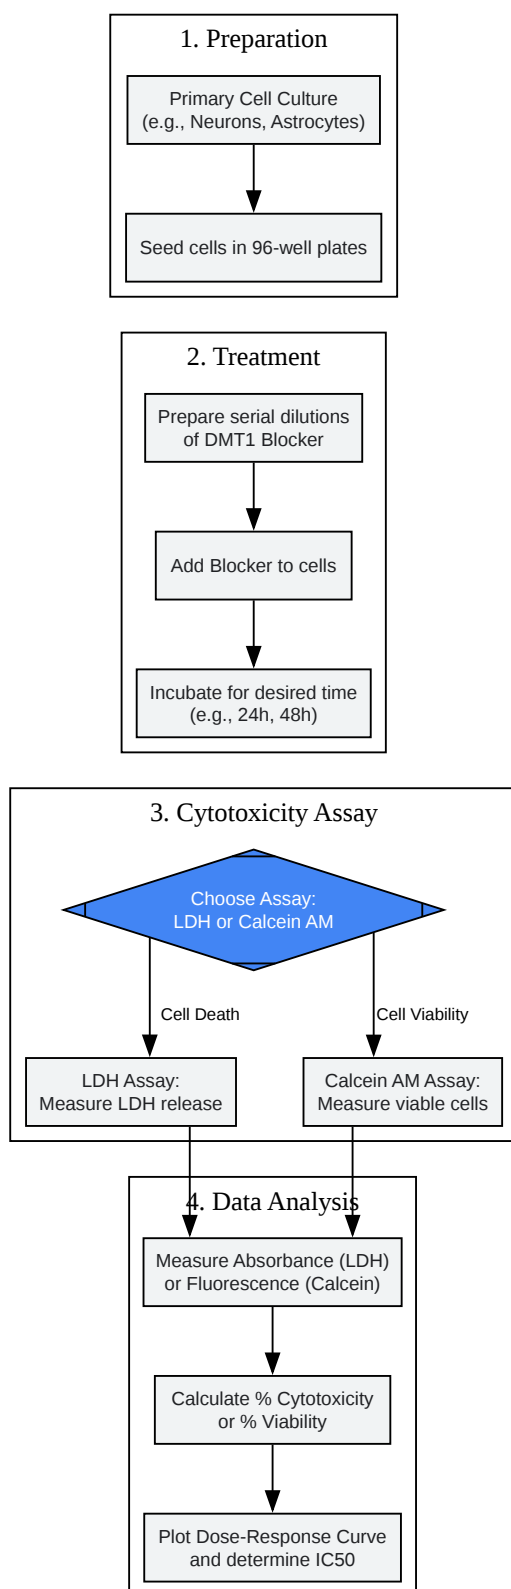 1. Preparation
Primary Cell Culture
(e.g., Neurons, Astrocytes)
Seed cells in 96-well plates
2. Treatment
Prepare serial dilutions
of DMT1 Blocker
Add Blocker to cells
Incubate for desired time
(e.g., 24h, 48h)
3. Cytotoxicity Assay
Choose Assay:
LDH or Calcein AM
Cell Death
Cell Viability
LDH Assay:
Measure LDH release
Calcein AM Assay:
Measure viable cells
4. Data Analysis
Measure Absorbance (LDH)
or Fluorescence (Calcein)
Calculate % Cytotoxicity
or % Viability
Plot Dose-Response Curve
and determine IC50